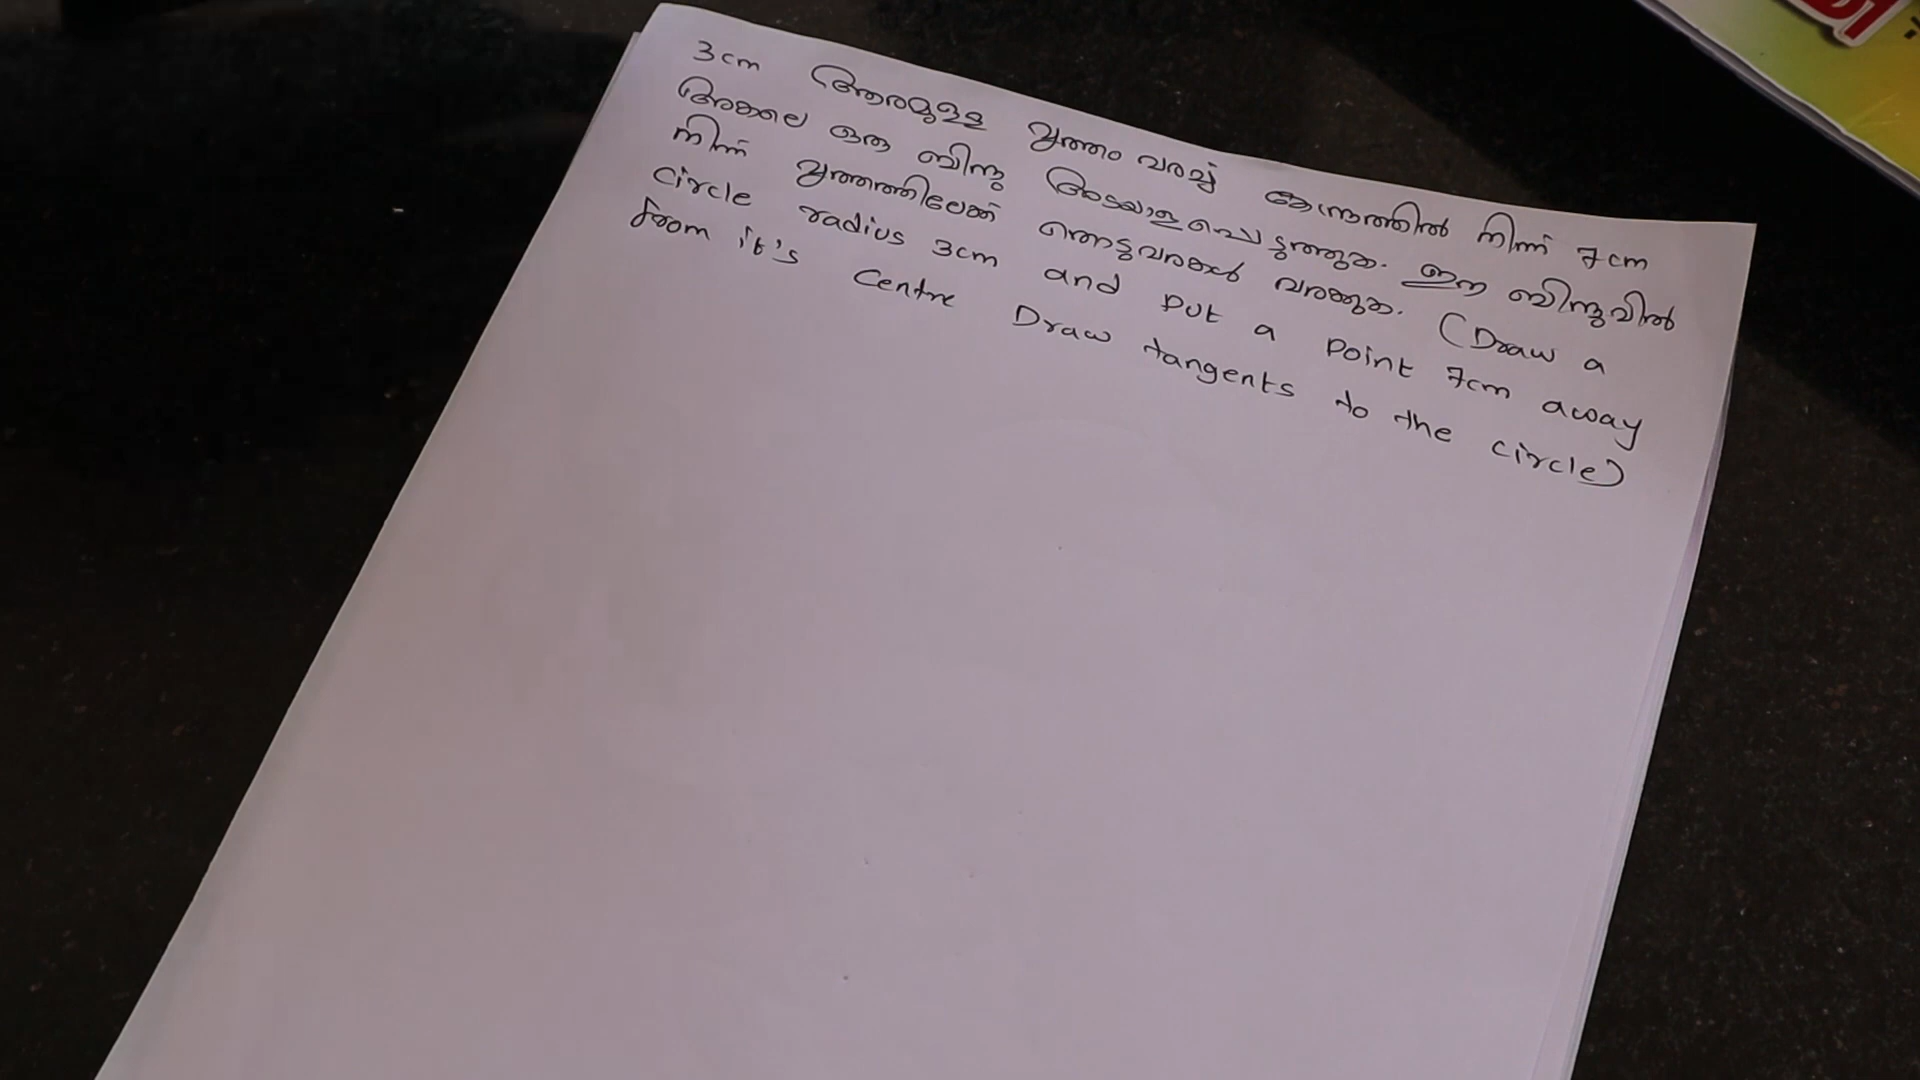 3cm ആരമുള്ള വൃത്തം വരച്ച് കേന്ദ്രത്തിൽ നിന്ന് 7cm
അകലെ ഒരു ബിന്ദു അടയാളപ്പെടുത്തുക. ഈ ബിന്ദുവിൽ
നിന്ന് വൃത്തത്തിലേക്ക് തൊടുവരകൾ വരക്കുക. (Draw a
circle radius 3cm and put a point 7cm away
from it's Centre Draw tangents to the circle)